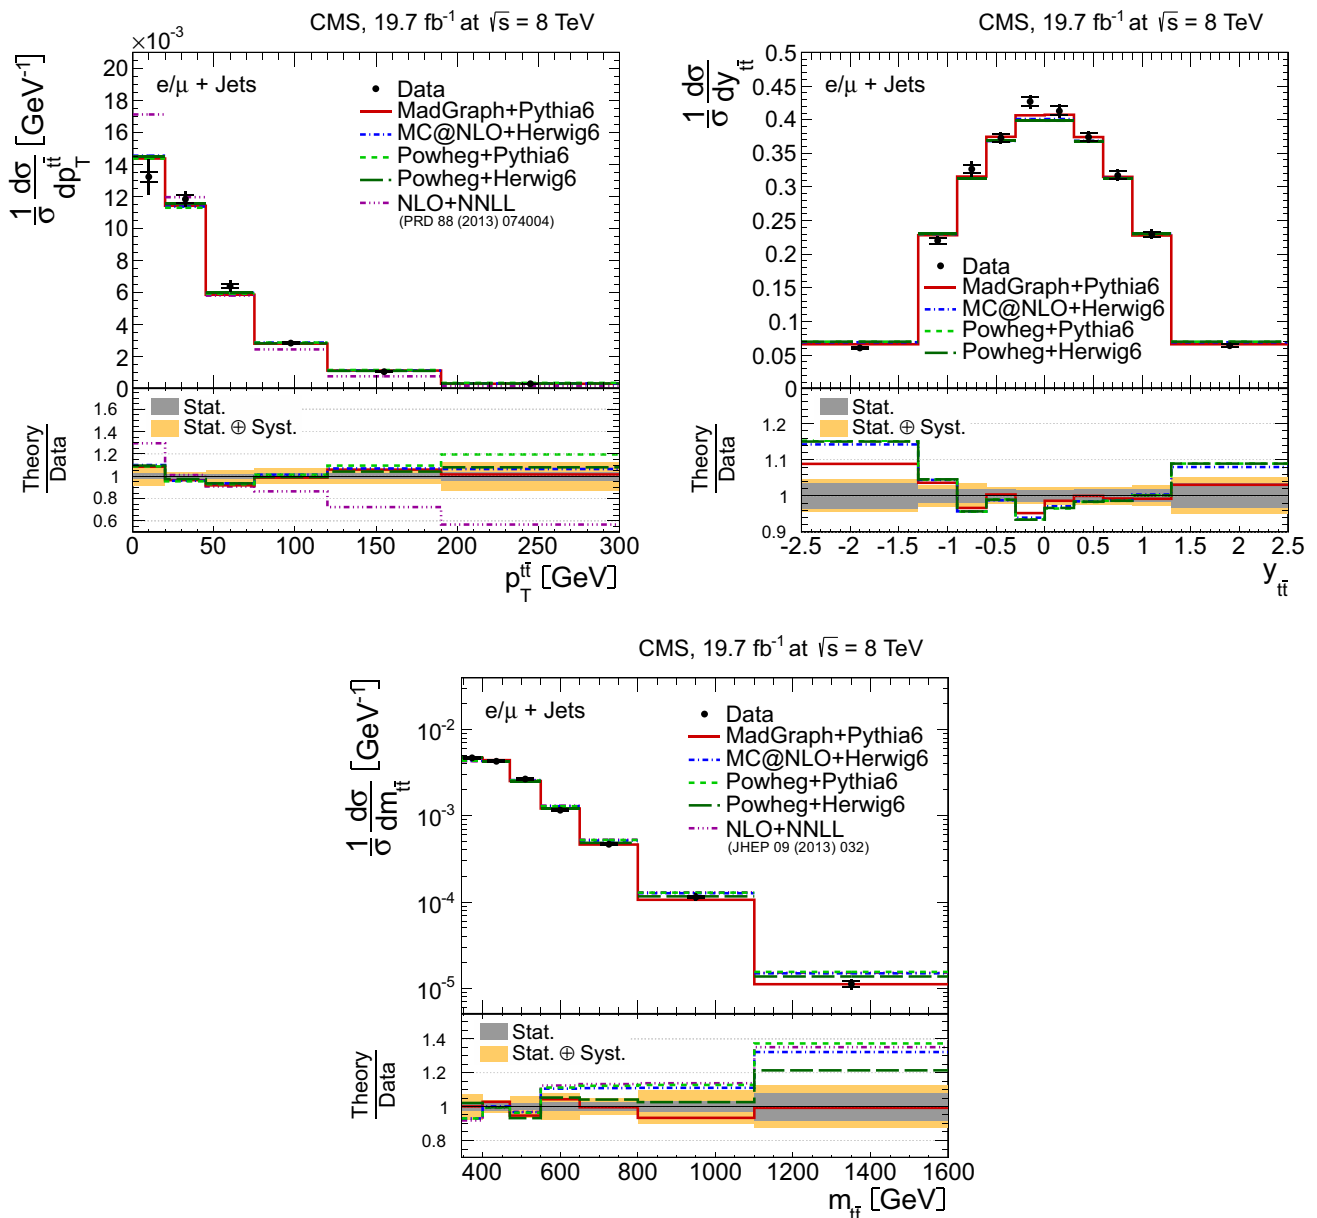 CMS, 19.7 fb⁻¹ at √s = 8 TeV
×10⁻³
1/σ dσ/dp_T^{tt̄} [GeV⁻¹]
e/μ + Jets
Data
MadGraph+Pythia6
MC@NLO+Herwig6
Powheg+Pythia6
Powheg+Herwig6
NLO+NNLL
(PRD 88 (2013) 074004)
20
18
16
14
12
10
8
6
4
2
0
Theory/Data
Stat.
Stat. ⊕ Syst.
1.6
1.4
1.2
1
0.8
0.6
0 50 100 150 200 250 300
p_T^{tt̄} [GeV]
CMS, 19.7 fb⁻¹ at √s = 8 TeV
1/σ dσ/dy_{tt̄}
e/μ + Jets
0.5
0.45
0.4
0.35
0.3
0.25
0.2
0.15
0.1
0.05
0
Data
MadGraph+Pythia6
MC@NLO+Herwig6
Powheg+Pythia6
Powheg+Herwig6
Theory/Data
Stat.
Stat. ⊕ Syst.
1.2
1.1
1
0.9
-2.5 -2 -1.5 -1 -0.5 0 0.5 1 1.5 2 2.5
y_{tt̄}
CMS, 19.7 fb⁻¹ at √s = 8 TeV
1/σ dσ/dm_{tt̄} [GeV⁻¹]
e/μ + Jets
Data
MadGraph+Pythia6
MC@NLO+Herwig6
Powheg+Pythia6
Powheg+Herwig6
NLO+NNLL
(JHEP 09 (2013) 032)
10⁻²
10⁻³
10⁻⁴
10⁻⁵
Theory/Data
Stat.
Stat. ⊕ Syst.
1.4
1.2
1
0.8
400 600 800 1000 1200 1400 1600
m_{tt̄} [GeV]